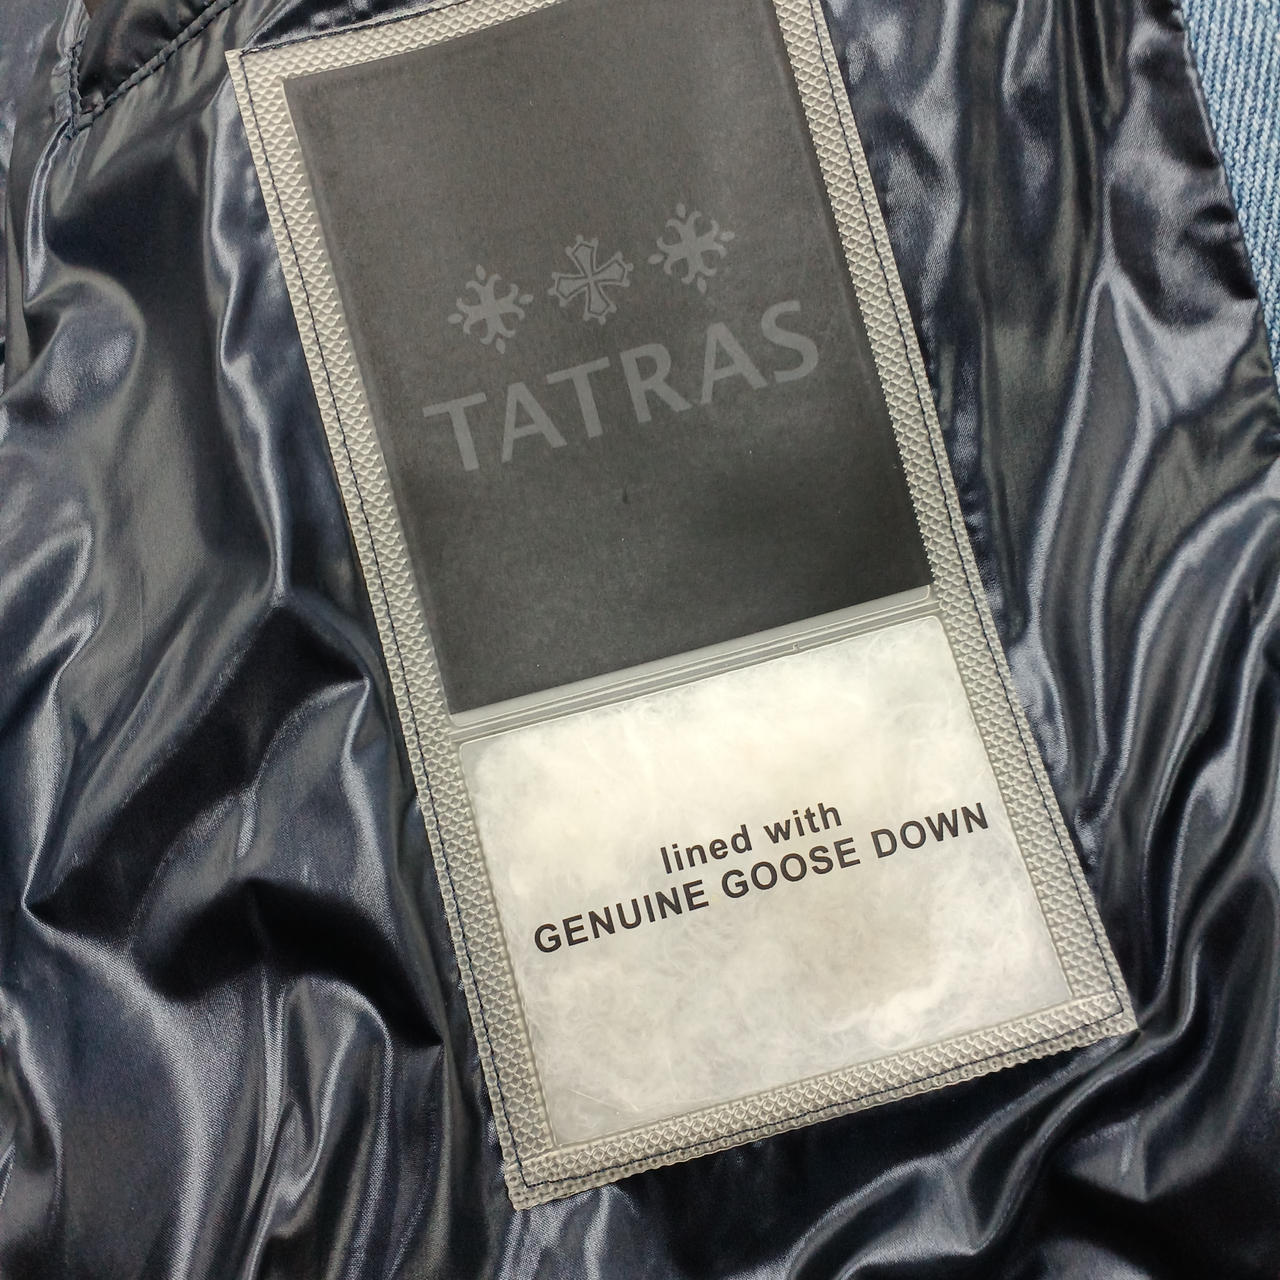 TATRAS
lined with
GENUINE GOOSE DOWN